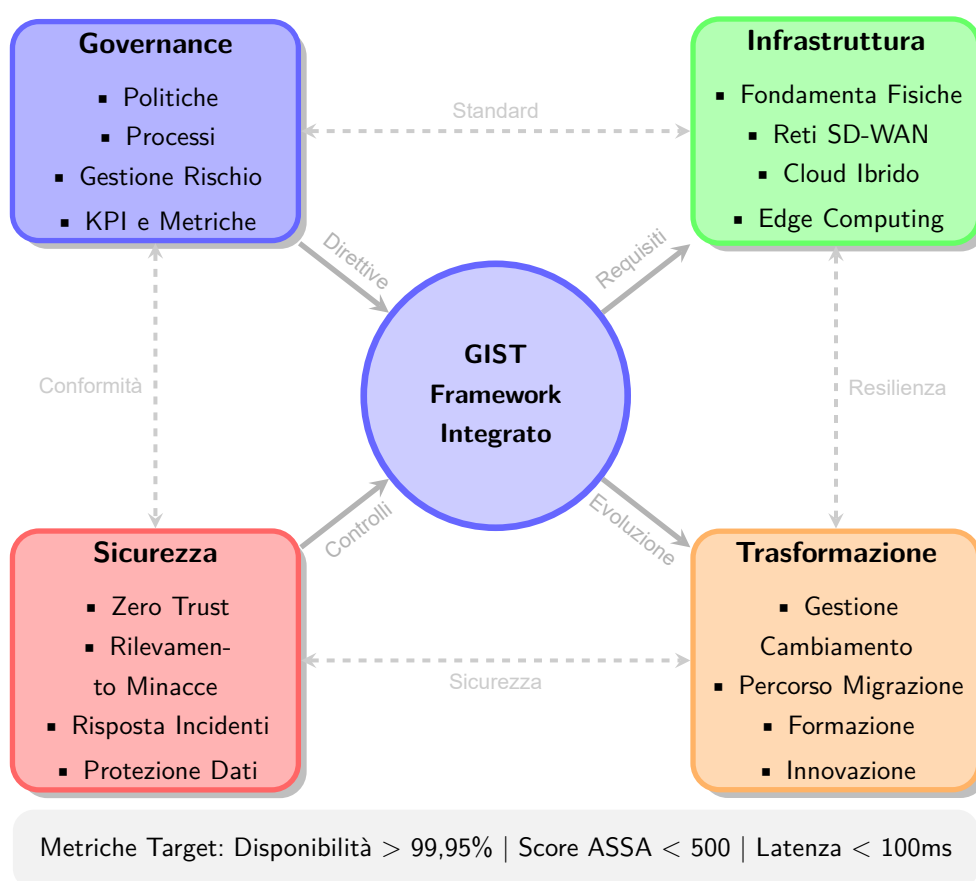 Governance
▪ Politiche
▪ Processi
▪ Gestione Rischio
▪ KPI e Metriche
Standard
Infrastruttura
▪ Fondamenta Fisiche
▪ Reti SD-WAN
▪ Cloud Ibrido
▪ Edge Computing
Direttive
Requisiti
Conformità
GIST
Framework
Integrato
Resilienza
Controlli
Evoluzione
Sicurezza
▪ Zero Trust
▪ Rilevamen-
to Minacce
▪ Risposta Incidenti
▪ Protezione Dati
Sicurezza
Trasformazione
▪ Gestione
Cambiamento
▪ Percorso Migrazione
▪ Formazione
▪ Innovazione
Metriche Target: Disponibilità > 99,95% | Score ASSA < 500 | Latenza < 100ms